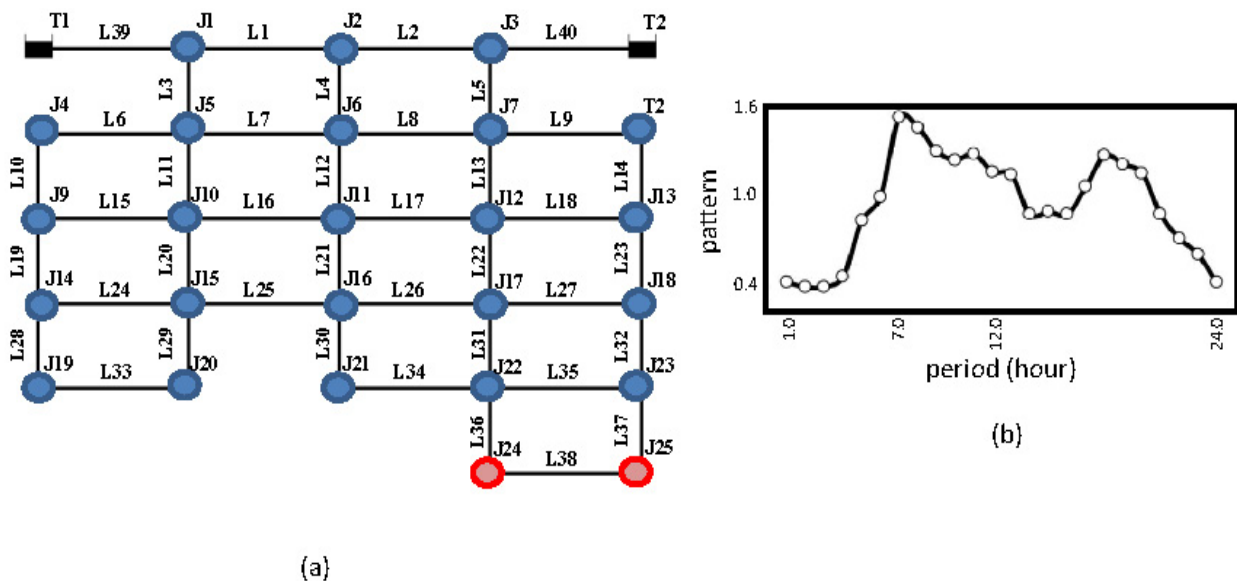 T1 L39 J1 L1 J2 L2 J3 L40 T2
L3 L4 L5
J4 L6 J5 L7 J6 L8 J7 L9 T2
L10 L11 L12 L13 L14
J9 L15 J10 L16 J11 L17 J12 L18 J13
L19 L20 L21 L22 L23
J14 L24 J15 L25 J16 L26 J17 L27 J18
L28 L29 L30 L31 L32
J19 L33 J20 J21 L34 J22 L35 J23
L36 L37
J24 L38 J25
(a)
1.6
1.0
0.4
pattern
1.0 7.0 12.0 24.0
period (hour)
(b)